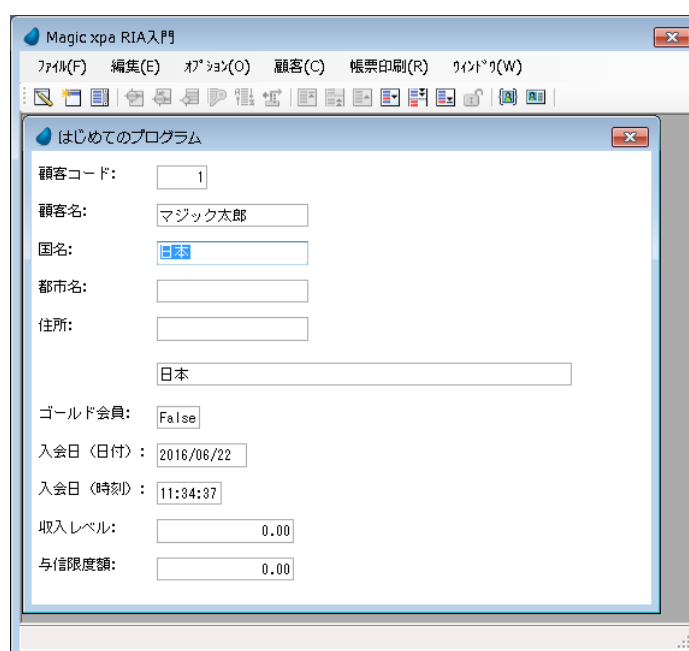 Magic xpa RIA入門
ﾌｧｲﾙ(F) 編集(E) ｵﾌﾟｼｮﾝ(O) 顧客(C) 帳票印刷(R) ｳｨﾝﾄﾞｳ(W)
はじめてのプログラム
顧客コード: 1
顧客名: マジック太郎
国名: 日本
都市名:
住所:
日本
ゴールド会員: False
入会日（日付）: 2016/06/22
入会日（時刻）: 11:34:37
収入レベル: 0.00
与信限度額: 0.00